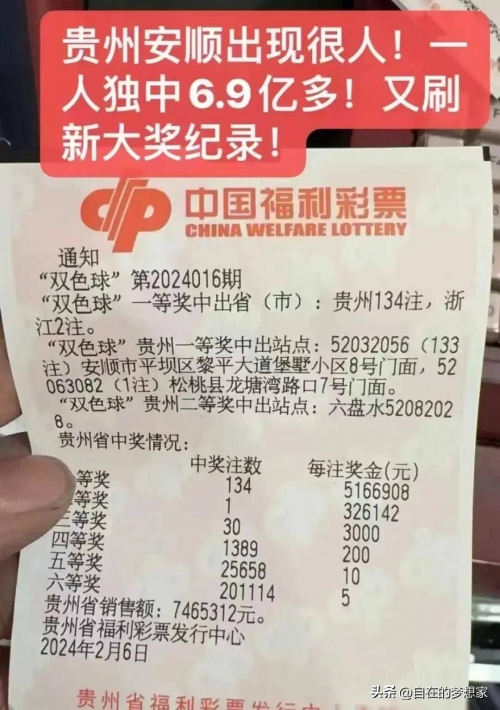 贵州安顺出现很人！一
人独中6.9亿多！又刷
新大奖纪录！
中国福利彩票
CHINA WELFARE LOTTERY
通知
“双色球”第2024016期
“双色球”一等奖中出省（市）：贵州134注，浙
江2注。
“双色球”贵州一等奖中出站点：52032056（133
注）安顺市平坝区黎平大道堡墅小区8号门面，52
063082（1注）松桃县龙塘湾路口7号门面。
“双色球”贵州二等奖中出站点：六盘水5208202
8。
贵州省中奖情况：
中奖注数 每注奖金(元)
等奖 134 5166908
等奖 1 326142
三等奖 30 3000
四等奖 1389 200
五等奖 25658 10
六等奖 201114 5
贵州省销售额：7465312元。
贵州省福利彩票发行中心
2024年2月6日
贵州省福利彩票发行中
头条 @自在的梦想家